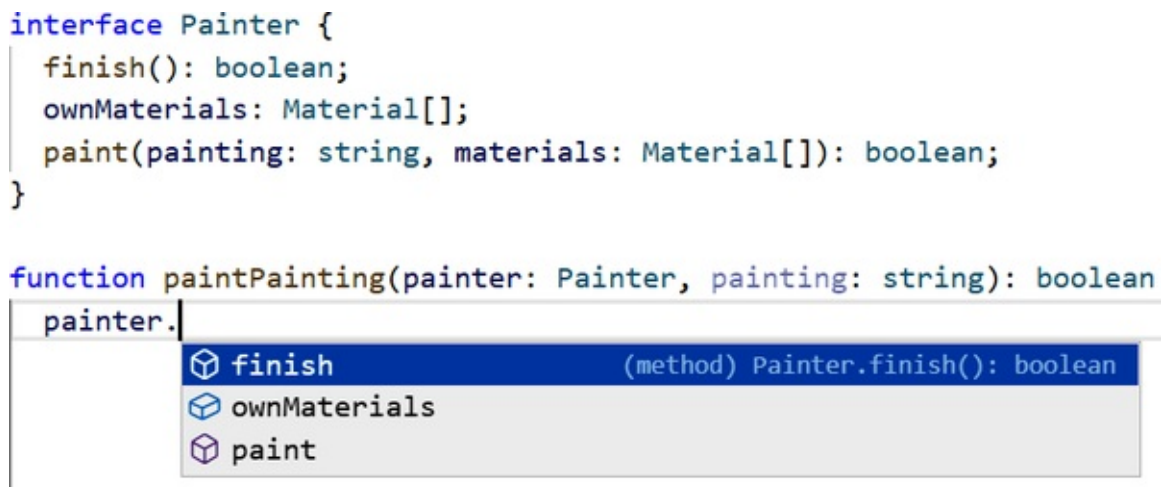 interface Painter {
finish(): boolean;
ownMaterials: Material[];
paint(painting: string, materials: Material[]): boolean;
}
function paintPainting(painter: Painter, painting: string): boolean
painter.
finish (method) Painter.finish(): boolean
ownMaterials
paint